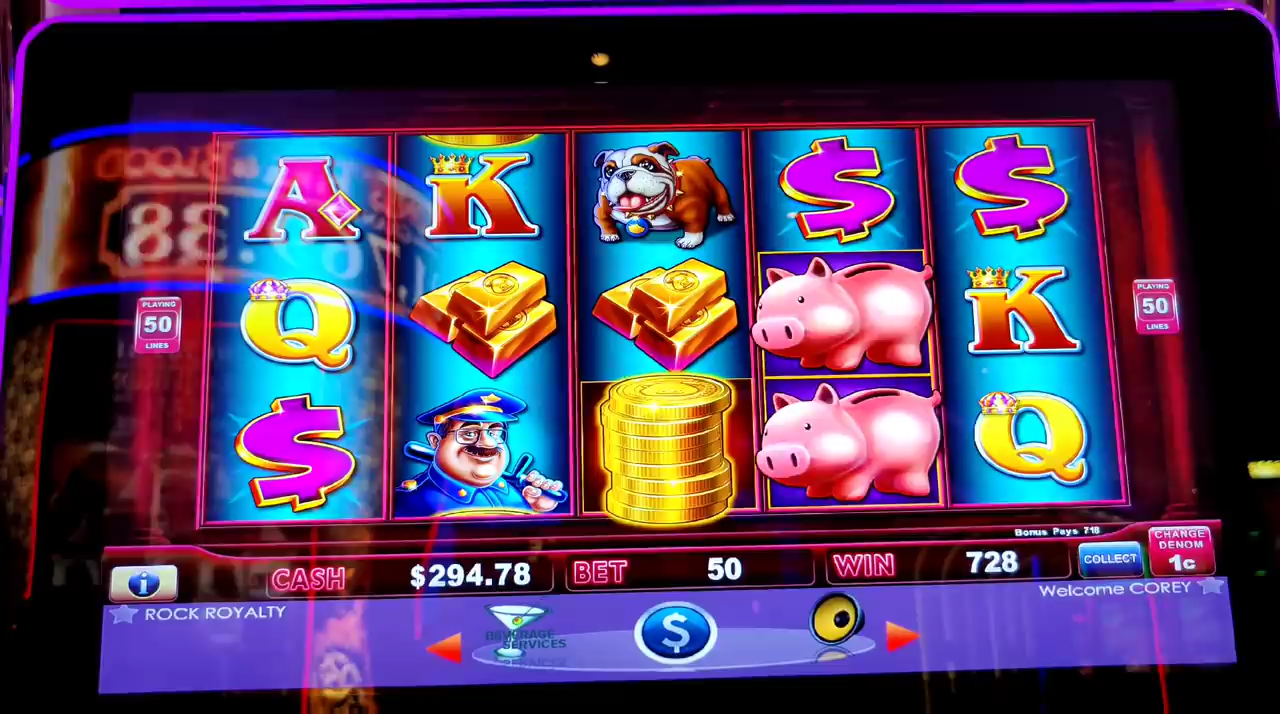 A
K
$
$
PLAYING
50
LINES
Q
K
PLAYING
50
LINES
$
Q
Bonus Pays 718
CASH $294.78 BET 50 WIN 728 COLLECT
CHANGE
DENOM
1c
i
ROCK ROYALTY
Welcome COREY
BEVERAGE
SERVICES
$